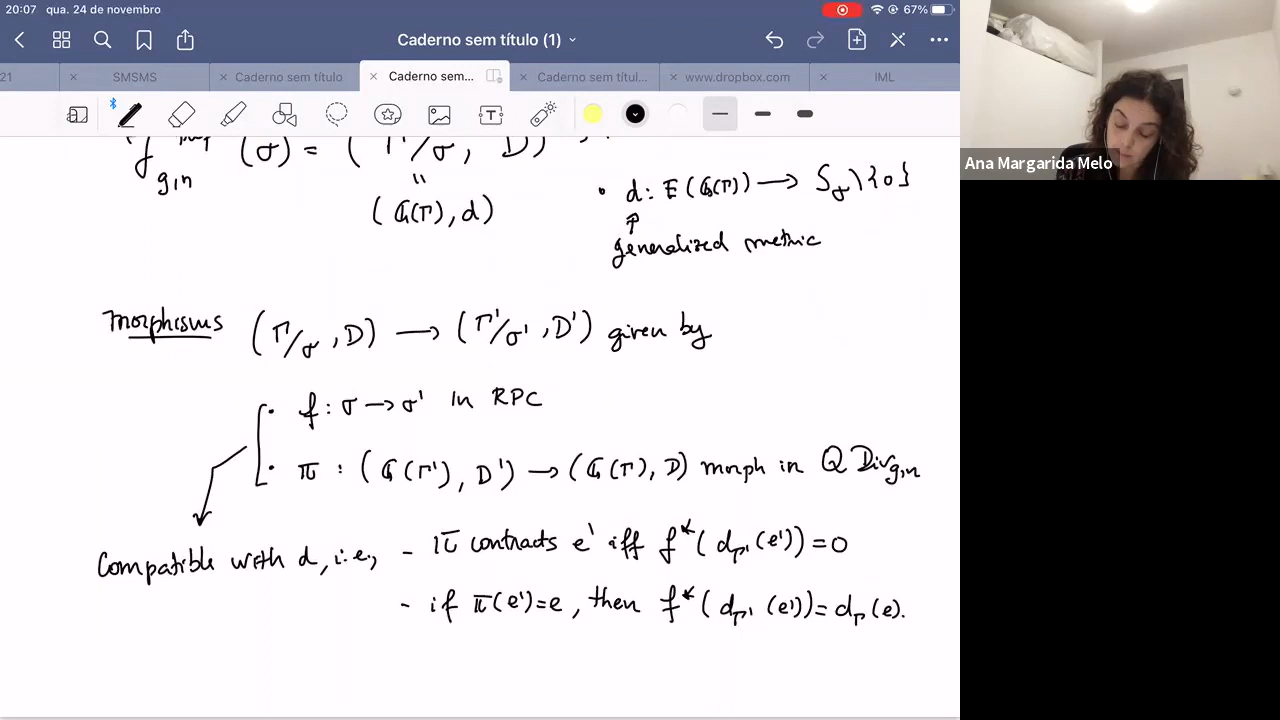 20:07 qua. 24 de novembro
67%
Caderno sem título (1)
21
SMSMS
Caderno sem título
Caderno sem...
Caderno sem títul...
www.dropbox.com
IML
Ana Margarida Melo
g,n (σ) = (Γ/σ, D)
"
(G(Γ), d)
• d: E(G(Γ)) → S_σ\{0}
↑
generalized metric
morphisms (Γ/σ, D) → (Γ'/σ', D') given by
• f: σ → σ' in RPC
• π: (G(Γ'), D') → (G(Γ), D) morph in QDiv_g,n
Compatible with d, i.e, - π contracts e' iff f*(d_Γ'(e')) = 0
- if π(e')=e, then f*(d_Γ'(e')) = d_Γ(e).